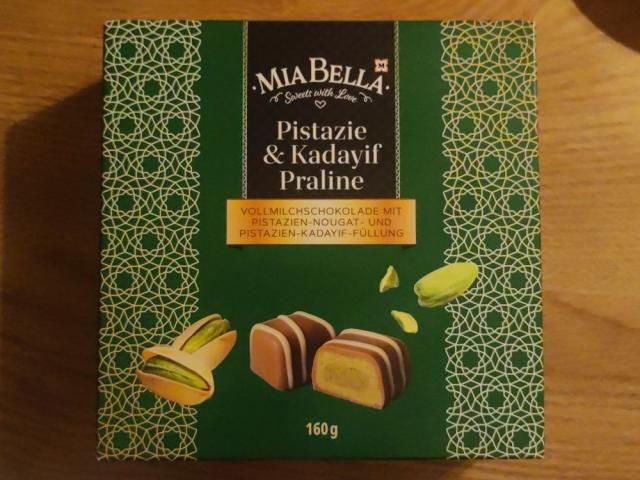 M
MIA BELLA
Sweets with Love
Pistazie
& Kadayif
Praline
VOLLMILCHSCHOKOLADE MIT
PISTAZIEN-NOUGAT- UND
PISTAZIEN-KADAYIF-FÜLLUNG
160g